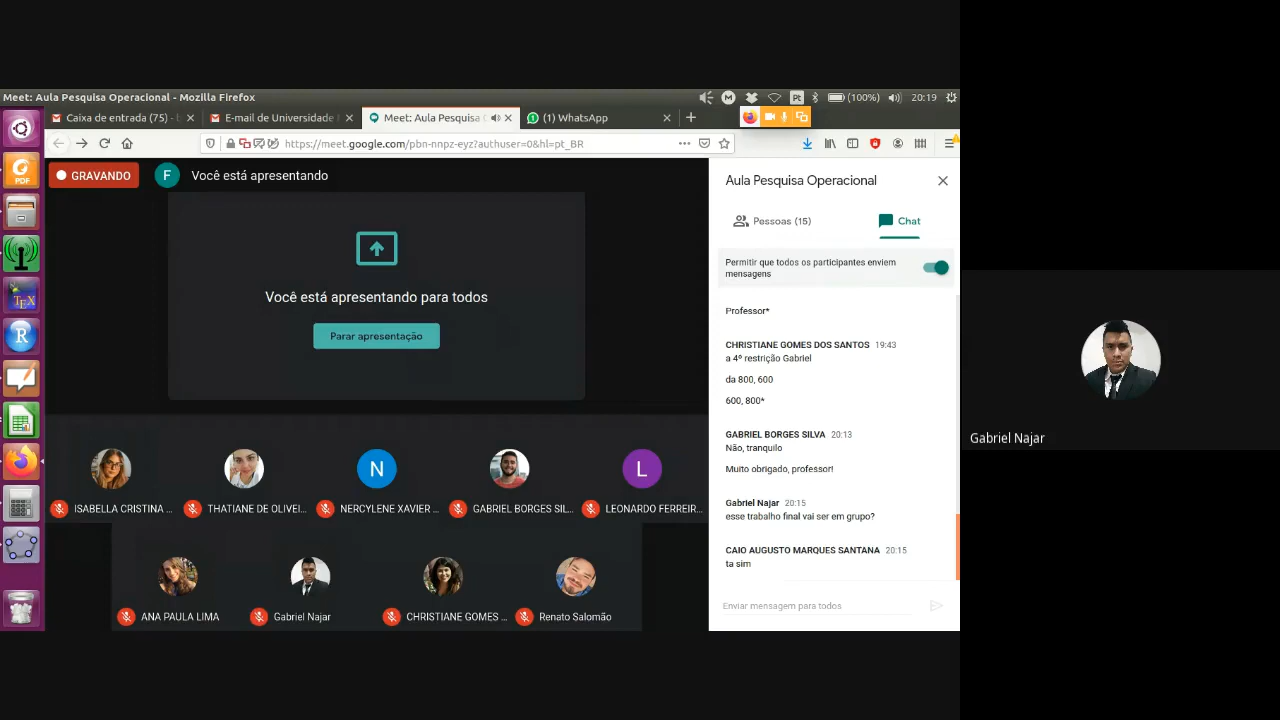 Meet: Aula Pesquisa Operacional - Mozilla Firefox
Pt
(100%)
20:19
Caixa de entrada (75) -
E-mail de Universidade
Meet: Aula Pesquisa
(1) WhatsApp
https://meet.google.com/pbn-nnpz-eyz?authuser=0&hl=pt_BR
GRAVANDO
F
Você está apresentando
Aula Pesquisa Operacional
Pessoas (15)
Chat
Permitir que todos os participantes enviem
mensagens
Você está apresentando para todos
Parar apresentação
Professor*
CHRISTIANE GOMES DOS SANTOS 19:43
a 4º restrição Gabriel
da 800, 600
600, 800*
GABRIEL BORGES SILVA 20:13
Não, tranquilo
Muito obrigado, professor!
Gabriel Najar 20:15
esse trabalho final vai ser em grupo?
CAIO AUGUSTO MARQUES SANTANA 20:15
ta sim
Enviar mensagem para todos
N
L
ISABELLA CRISTINA ...
THATIANE DE OLIVEI...
NERCYLENE XAVIER ...
GABRIEL BORGES SIL...
LEONARDO FERREIR...
ANA PAULA LIMA
Gabriel Najar
CHRISTIANE GOMES ...
Renato Salomão
PDF
TEX
R
Gabriel Najar